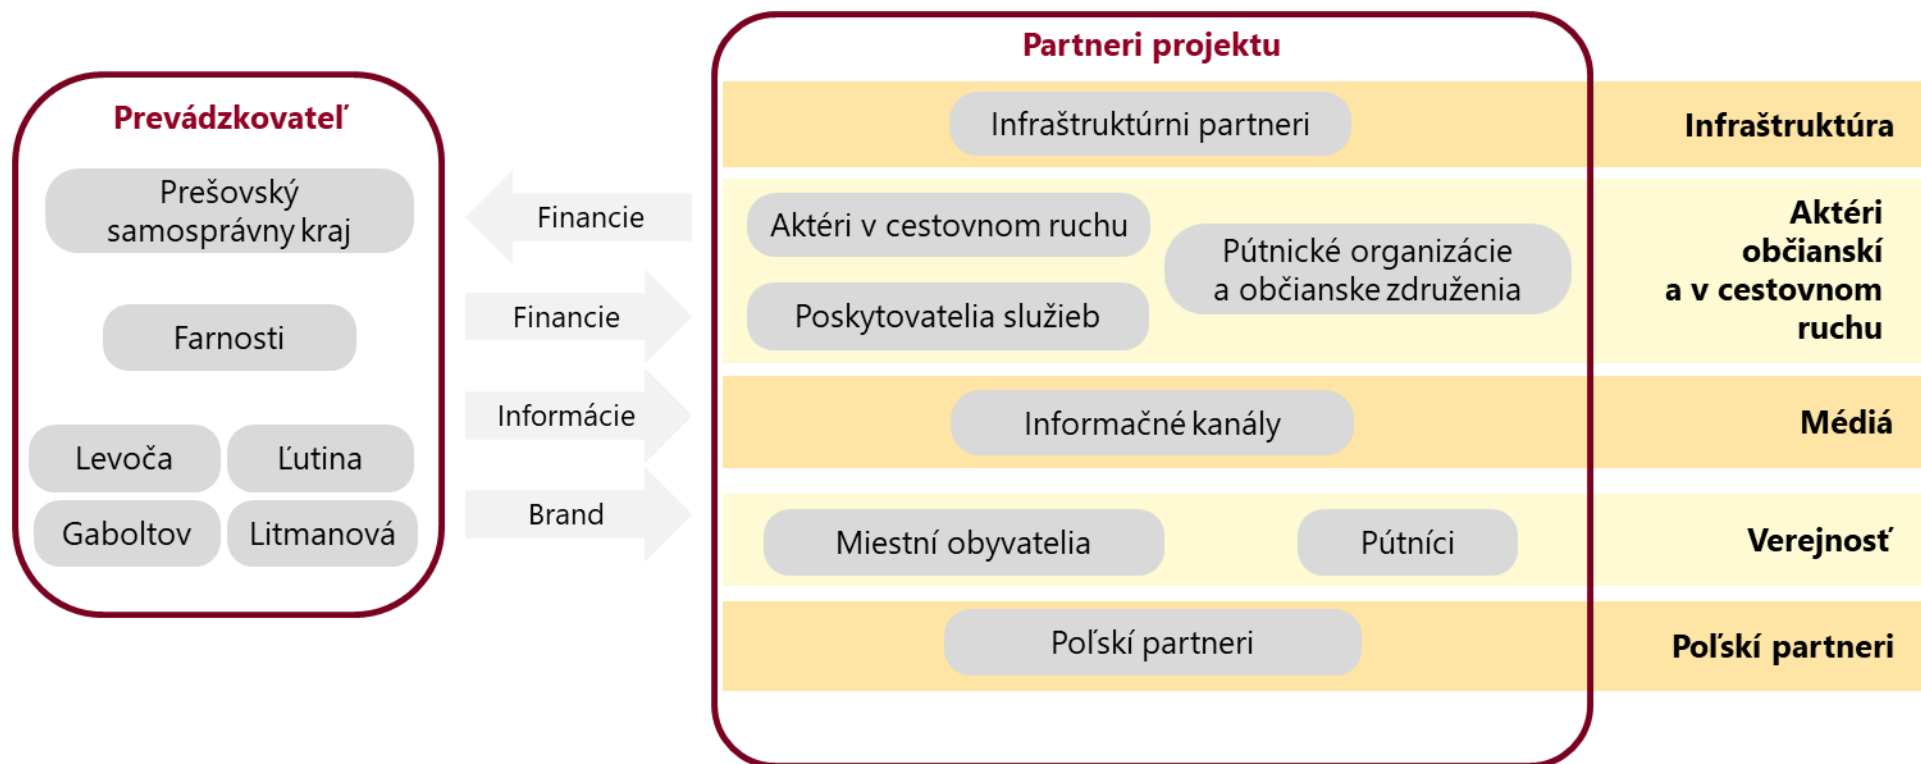 Prevádzkovateľ
Prešovský
samosprávny kraj
Farnosti
Levoča
Ľutina
Gaboltov
Litmanová
Financie
Financie
Informácie
Brand
Partneri projektu
Infraštruktúrni partneri
Infraštruktúra
Aktéri v cestovnom ruchu
Poskytovatelia služieb
Pútnické organizácie
a občianske združenia
Aktéri
občianskí
a v cestovnom
ruchu
Informačné kanály
Médiá
Miestní obyvatelia
Pútníci
Verejnosť
Poľskí partneri
Poľskí partneri